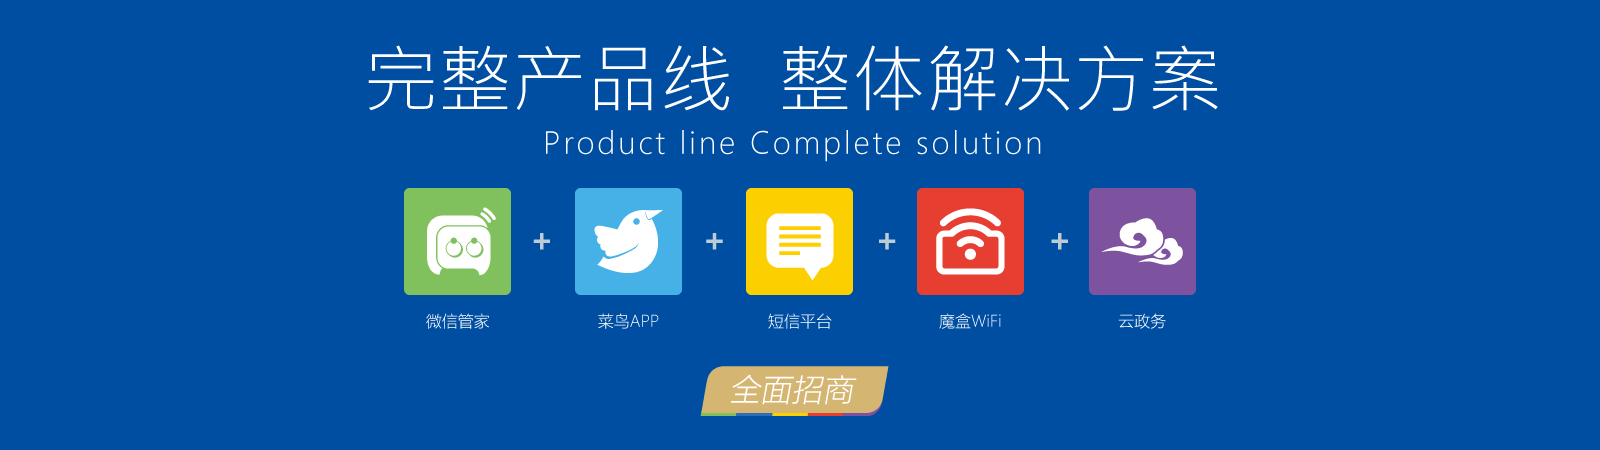 完整产品线 整体解决方案
Product line Complete solution
微信管家 + 菜鸟APP + 短信平台 + 魔盒WiFi + 云政务
全面招商